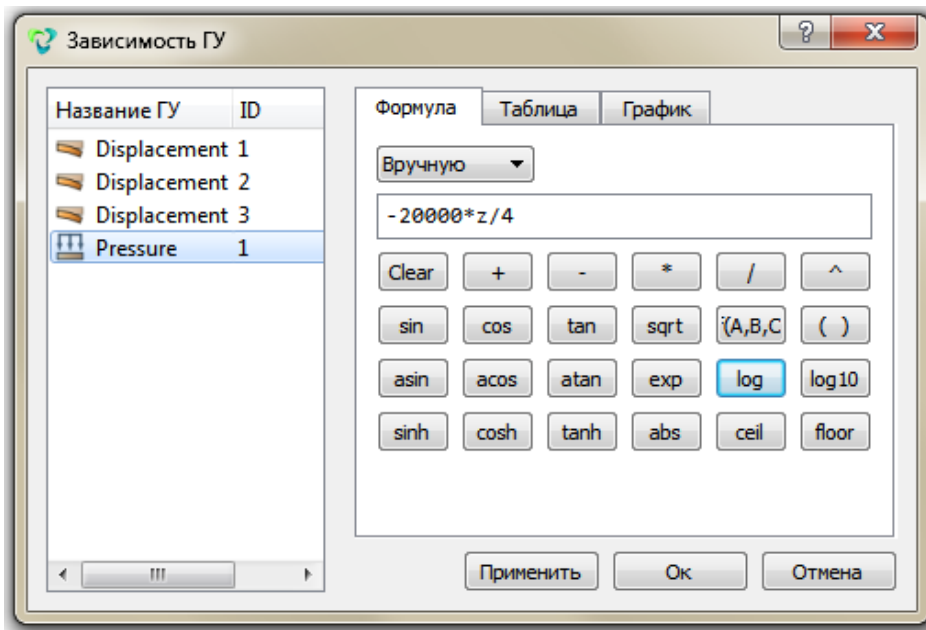 Зависимость ГУ
Название ГУ ID
Displacement 1
Displacement 2
Displacement 3
Pressure 1
Формула Таблица График
Вручную
-20000*z/4
Clear + - * / ^
sin cos tan sqrt (A,B,C ( )
asin acos atan exp log log10
sinh cosh tanh abs ceil floor
Применить Ок Отмена